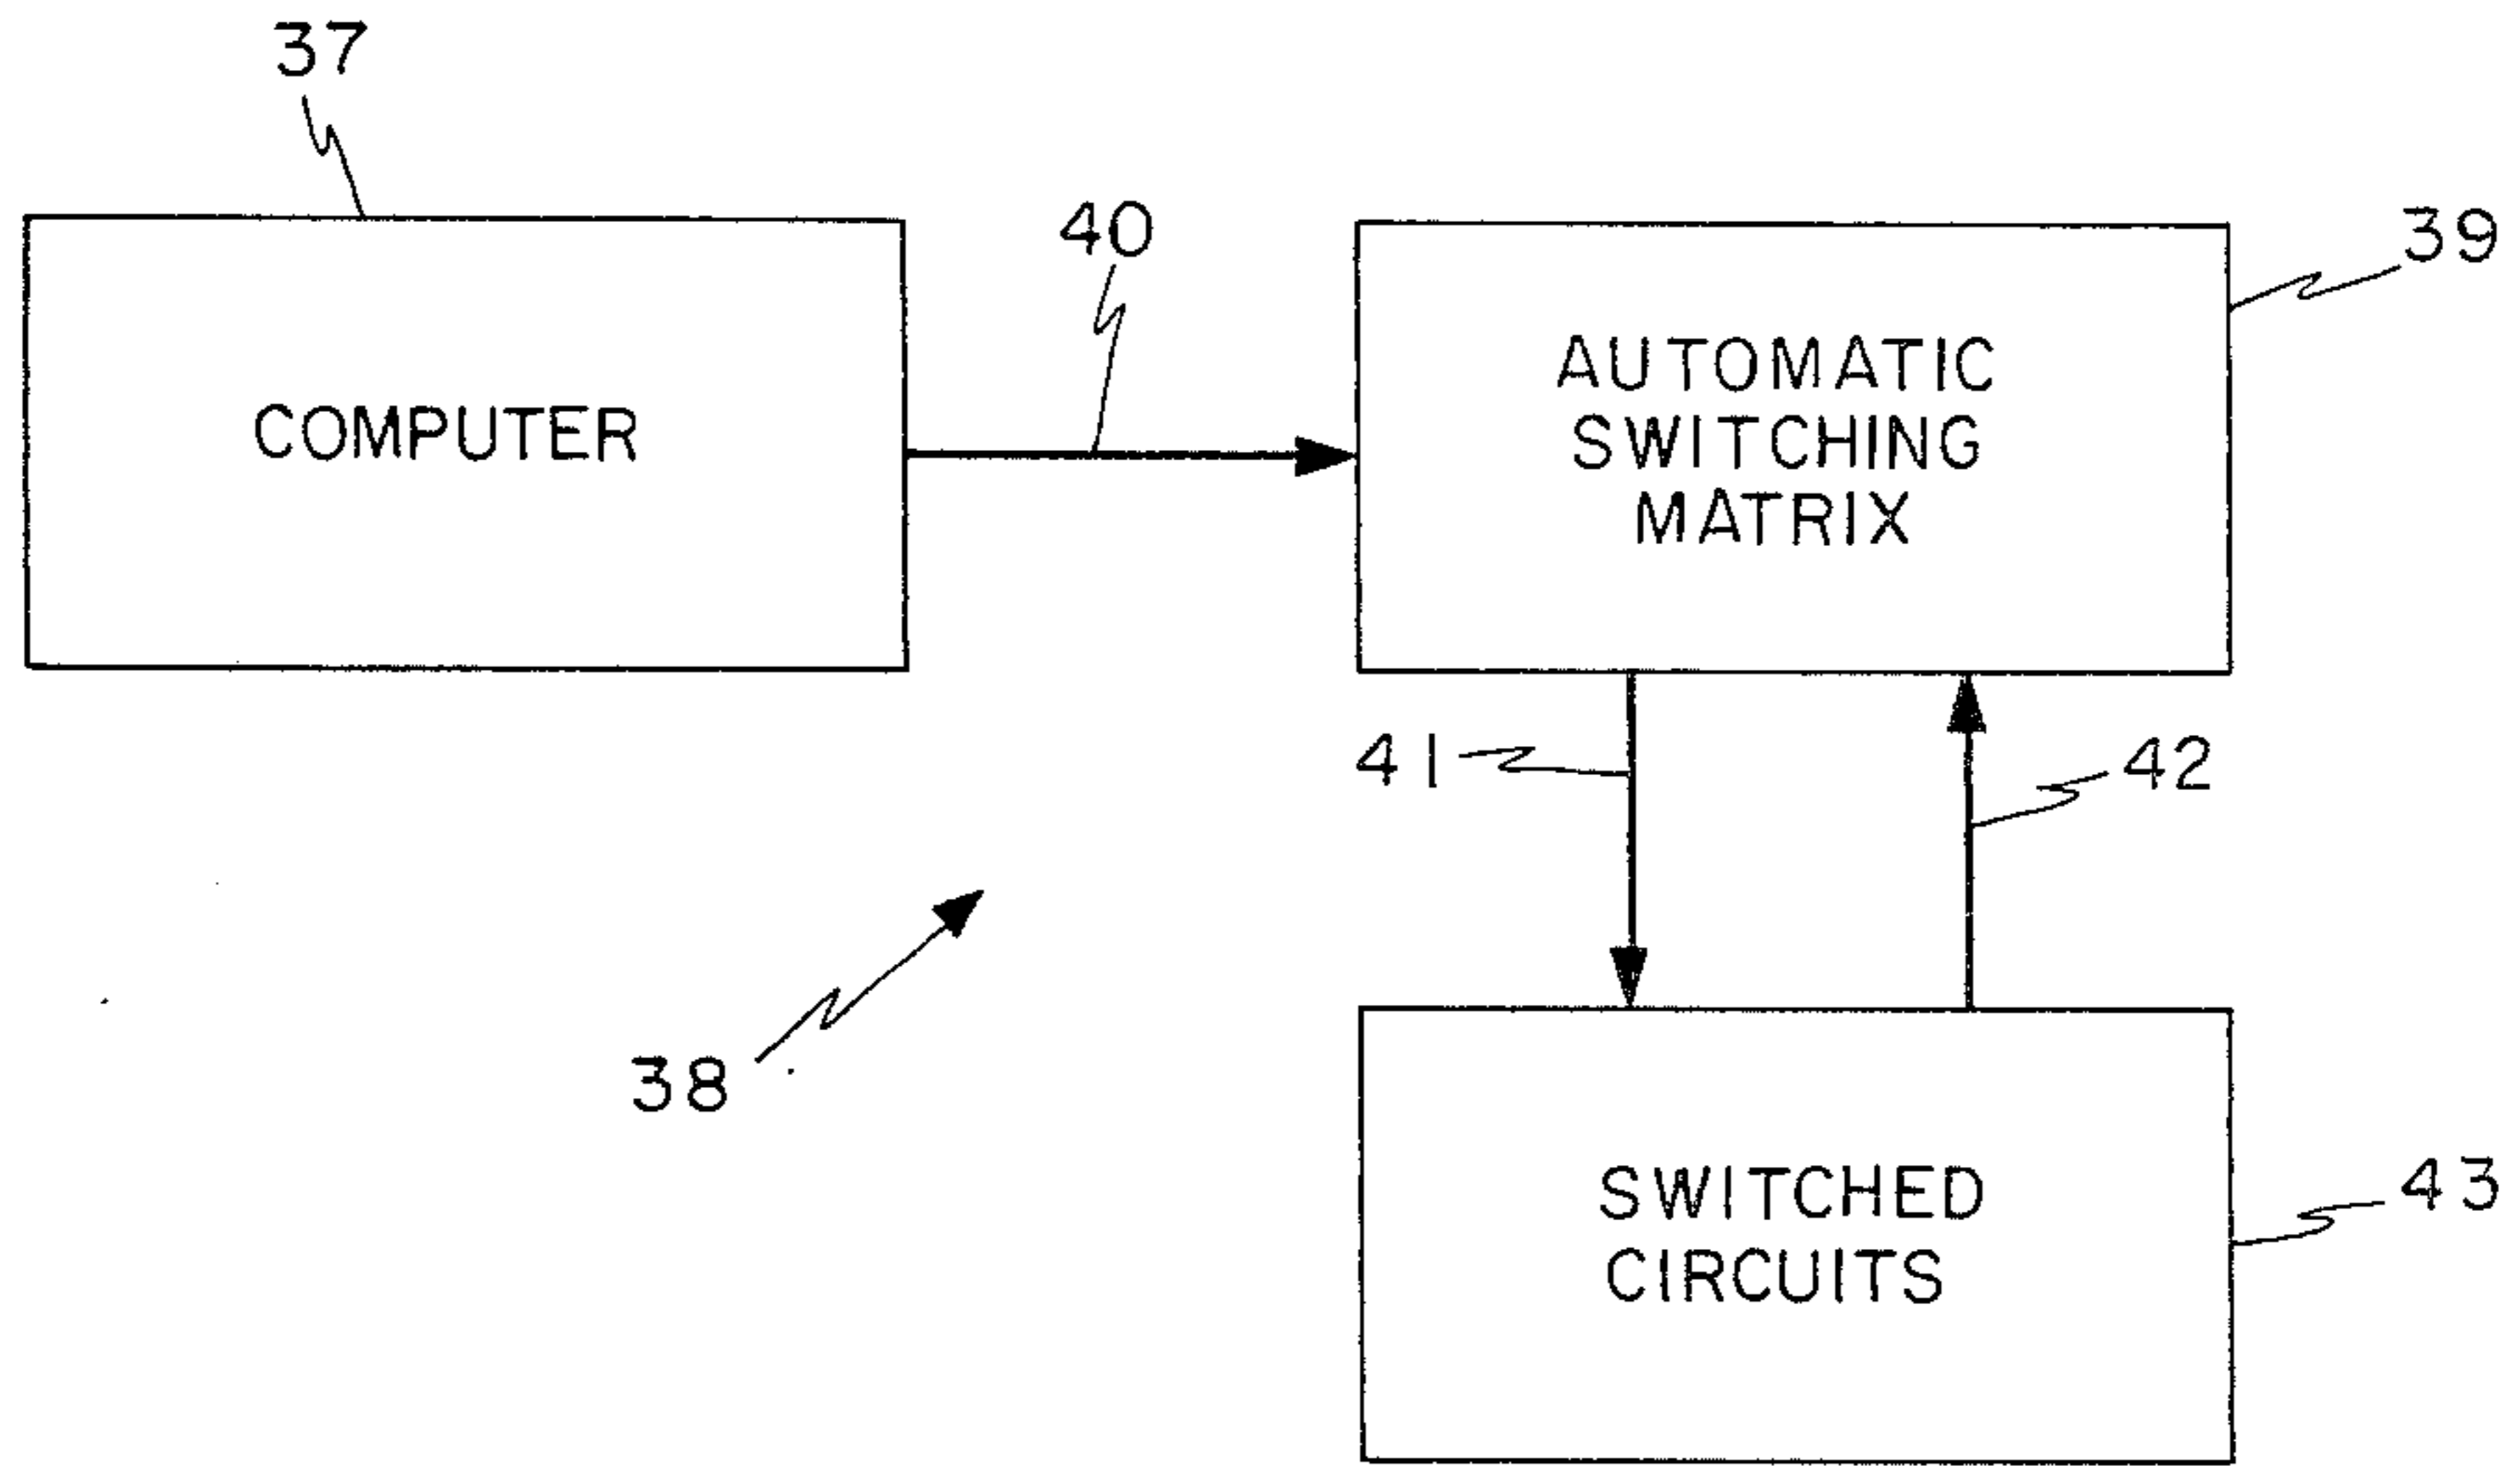 37
40
39
COMPUTER
AUTOMATIC
SWITCHING
MATRIX
41
42
38
SWITCHED
CIRCUITS
43